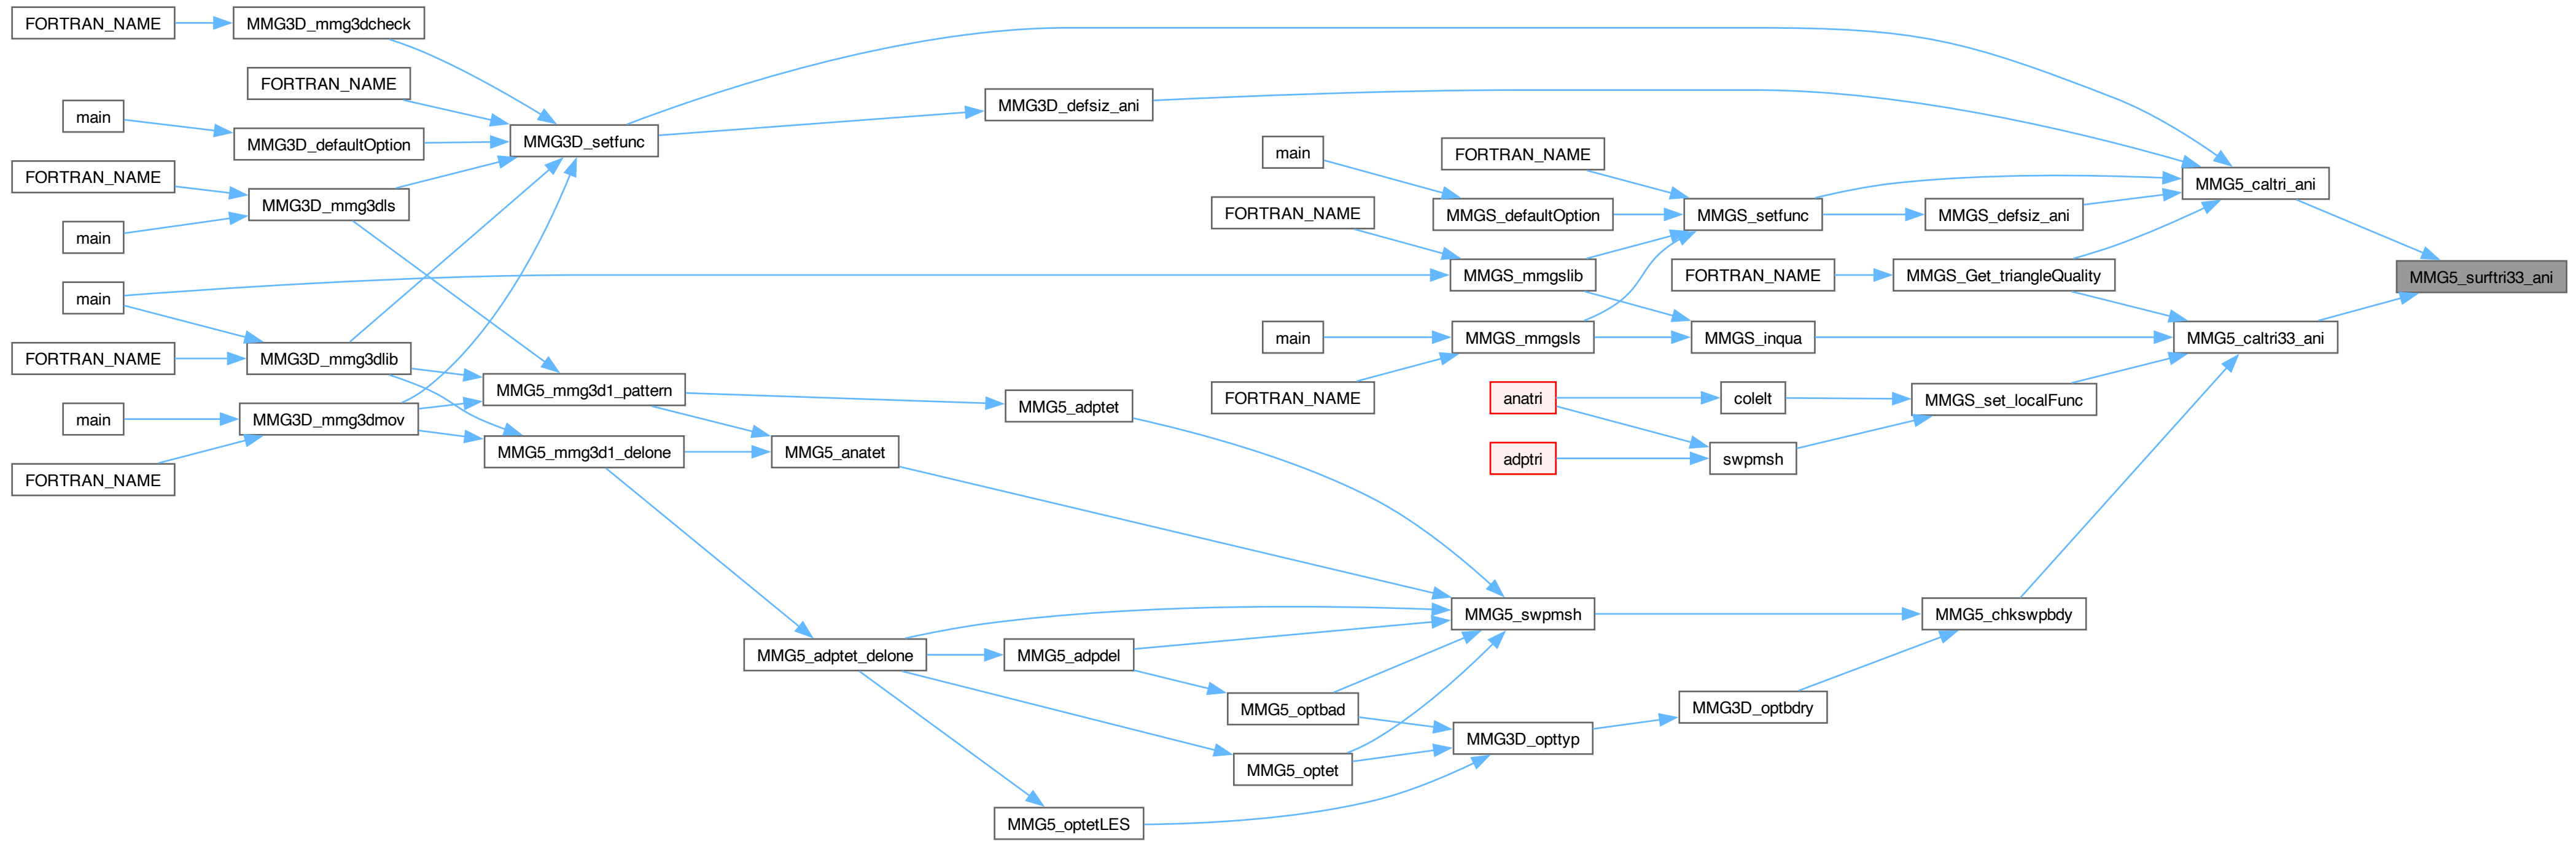 FORTRAN_NAME
MMG3D_mmg3dcheck
FORTRAN_NAME
main
MMG3D_defaultOption
MMG3D_setfunc
MMG3D_defsiz_ani
FORTRAN_NAME
MMG3D_mmg3dls
main
main
FORTRAN_NAME
MMG3D_mmg3dlib
main
MMG3D_mmg3dmov
FORTRAN_NAME
MMG5_mmg3d1_pattern
MMG5_mmg3d1_delone
MMG5_anatet
MMG5_adptet
main
FORTRAN_NAME
MMGS_defaultOption
FORTRAN_NAME
MMGS_setfunc
MMGS_defsiz_ani
MMG5_caltri_ani
MMGS_mmgslib
FORTRAN_NAME
MMGS_Get_triangleQuality
MMG5_surftri33_ani
main
MMGS_mmgsls
FORTRAN_NAME
MMGS_inqua
MMG5_caltri33_ani
anatri
colelt
MMGS_set_localFunc
adptri
swpmsh
MMG5_swpmsh
MMG5_chkswpbdy
MMG5_adptet_delone
MMG5_adpdel
MMG5_optbad
MMG3D_optbdry
MMG3D_opttyp
MMG5_optet
MMG5_optetLES